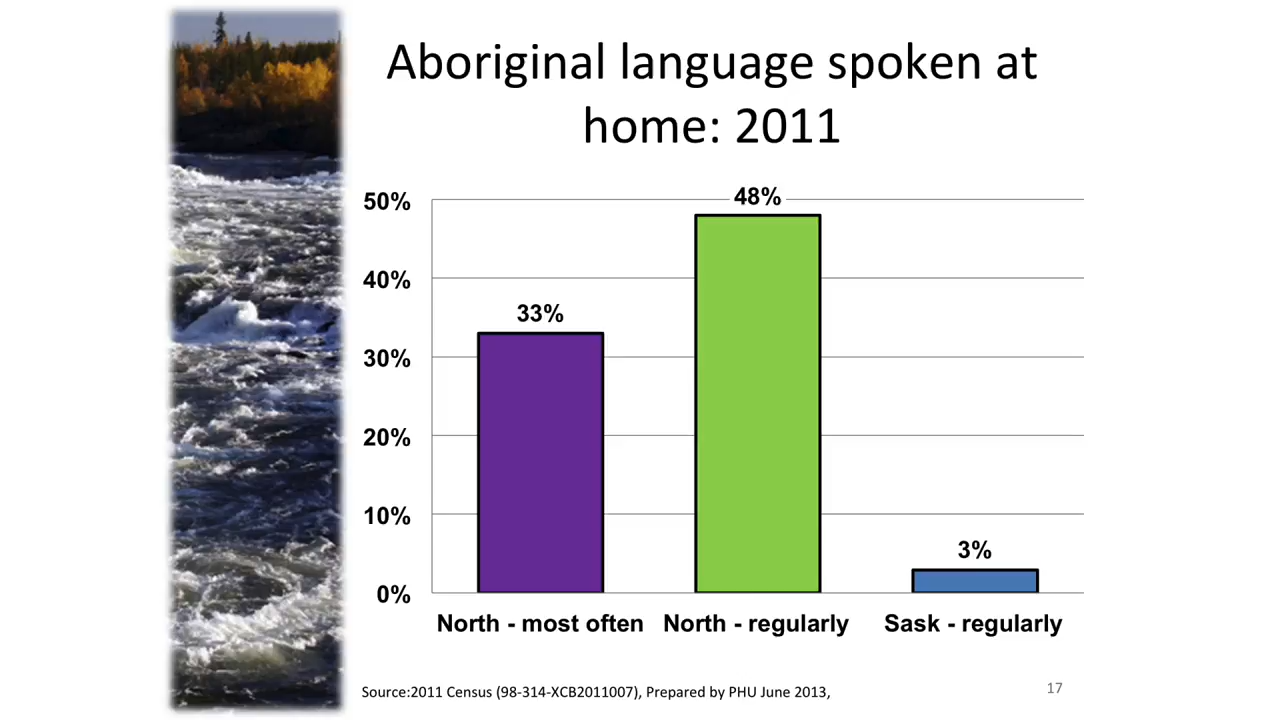 Aboriginal language spoken at
home: 2011
50%
40%
30%
20%
10%
0%
33%
48%
3%
North - most often
North - regularly
Sask - regularly
Source:2011 Census (98-314-XCB2011007), Prepared by PHU June 2013,
17